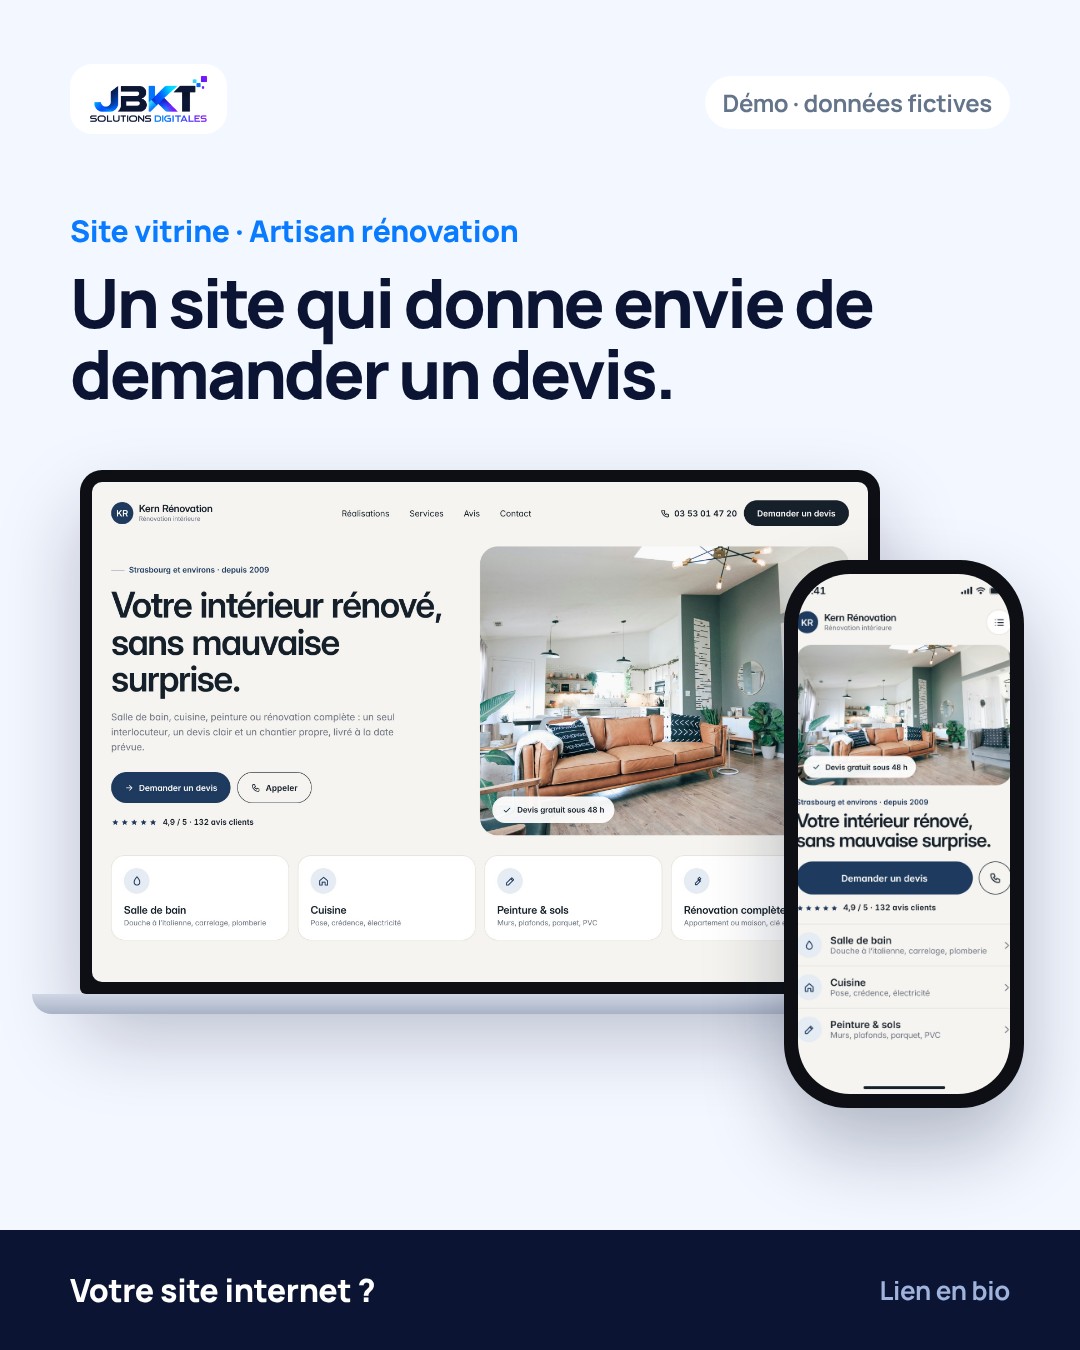 JBKT
SOLUTIONS DIGITALES
Démo · données fictives
Site vitrine · Artisan rénovation
Un site qui donne envie de
demander un devis.
KR
Kern Rénovation
Rénovation intérieure
Réalisations
Services
Avis
Contact
03 53 01 47 20
Demander un devis
Strasbourg et environs · depuis 2009
Votre intérieur rénové,
sans mauvaise
surprise.
Salle de bain, cuisine, peinture ou rénovation complète : un seul
interlocuteur, un devis clair et un chantier propre, livré à la date
prévue.
Demander un devis
Appeler
4,9 / 5 · 132 avis clients
Devis gratuit sous 48 h
Salle de bain
Douche à l'italienne, carrelage, plomberie
Cuisine
Pose, crédence, électricité
Peinture & sols
Murs, plafonds, parquet, PVC
Rénovation complète
Appartement ou maison, clé
:41
KR
Kern Rénovation
Rénovation intérieure
Devis gratuit sous 48 h
Strasbourg et environs · depuis 2009
Votre intérieur rénové,
sans mauvaise surprise.
Demander un devis
4,9 / 5 · 132 avis clients
Salle de bain
Douche à l'italienne, carrelage, plomberie
Cuisine
Pose, crédence, électricité
Peinture & sols
Murs, plafonds, parquet, PVC
Votre site internet ?
Lien en bio